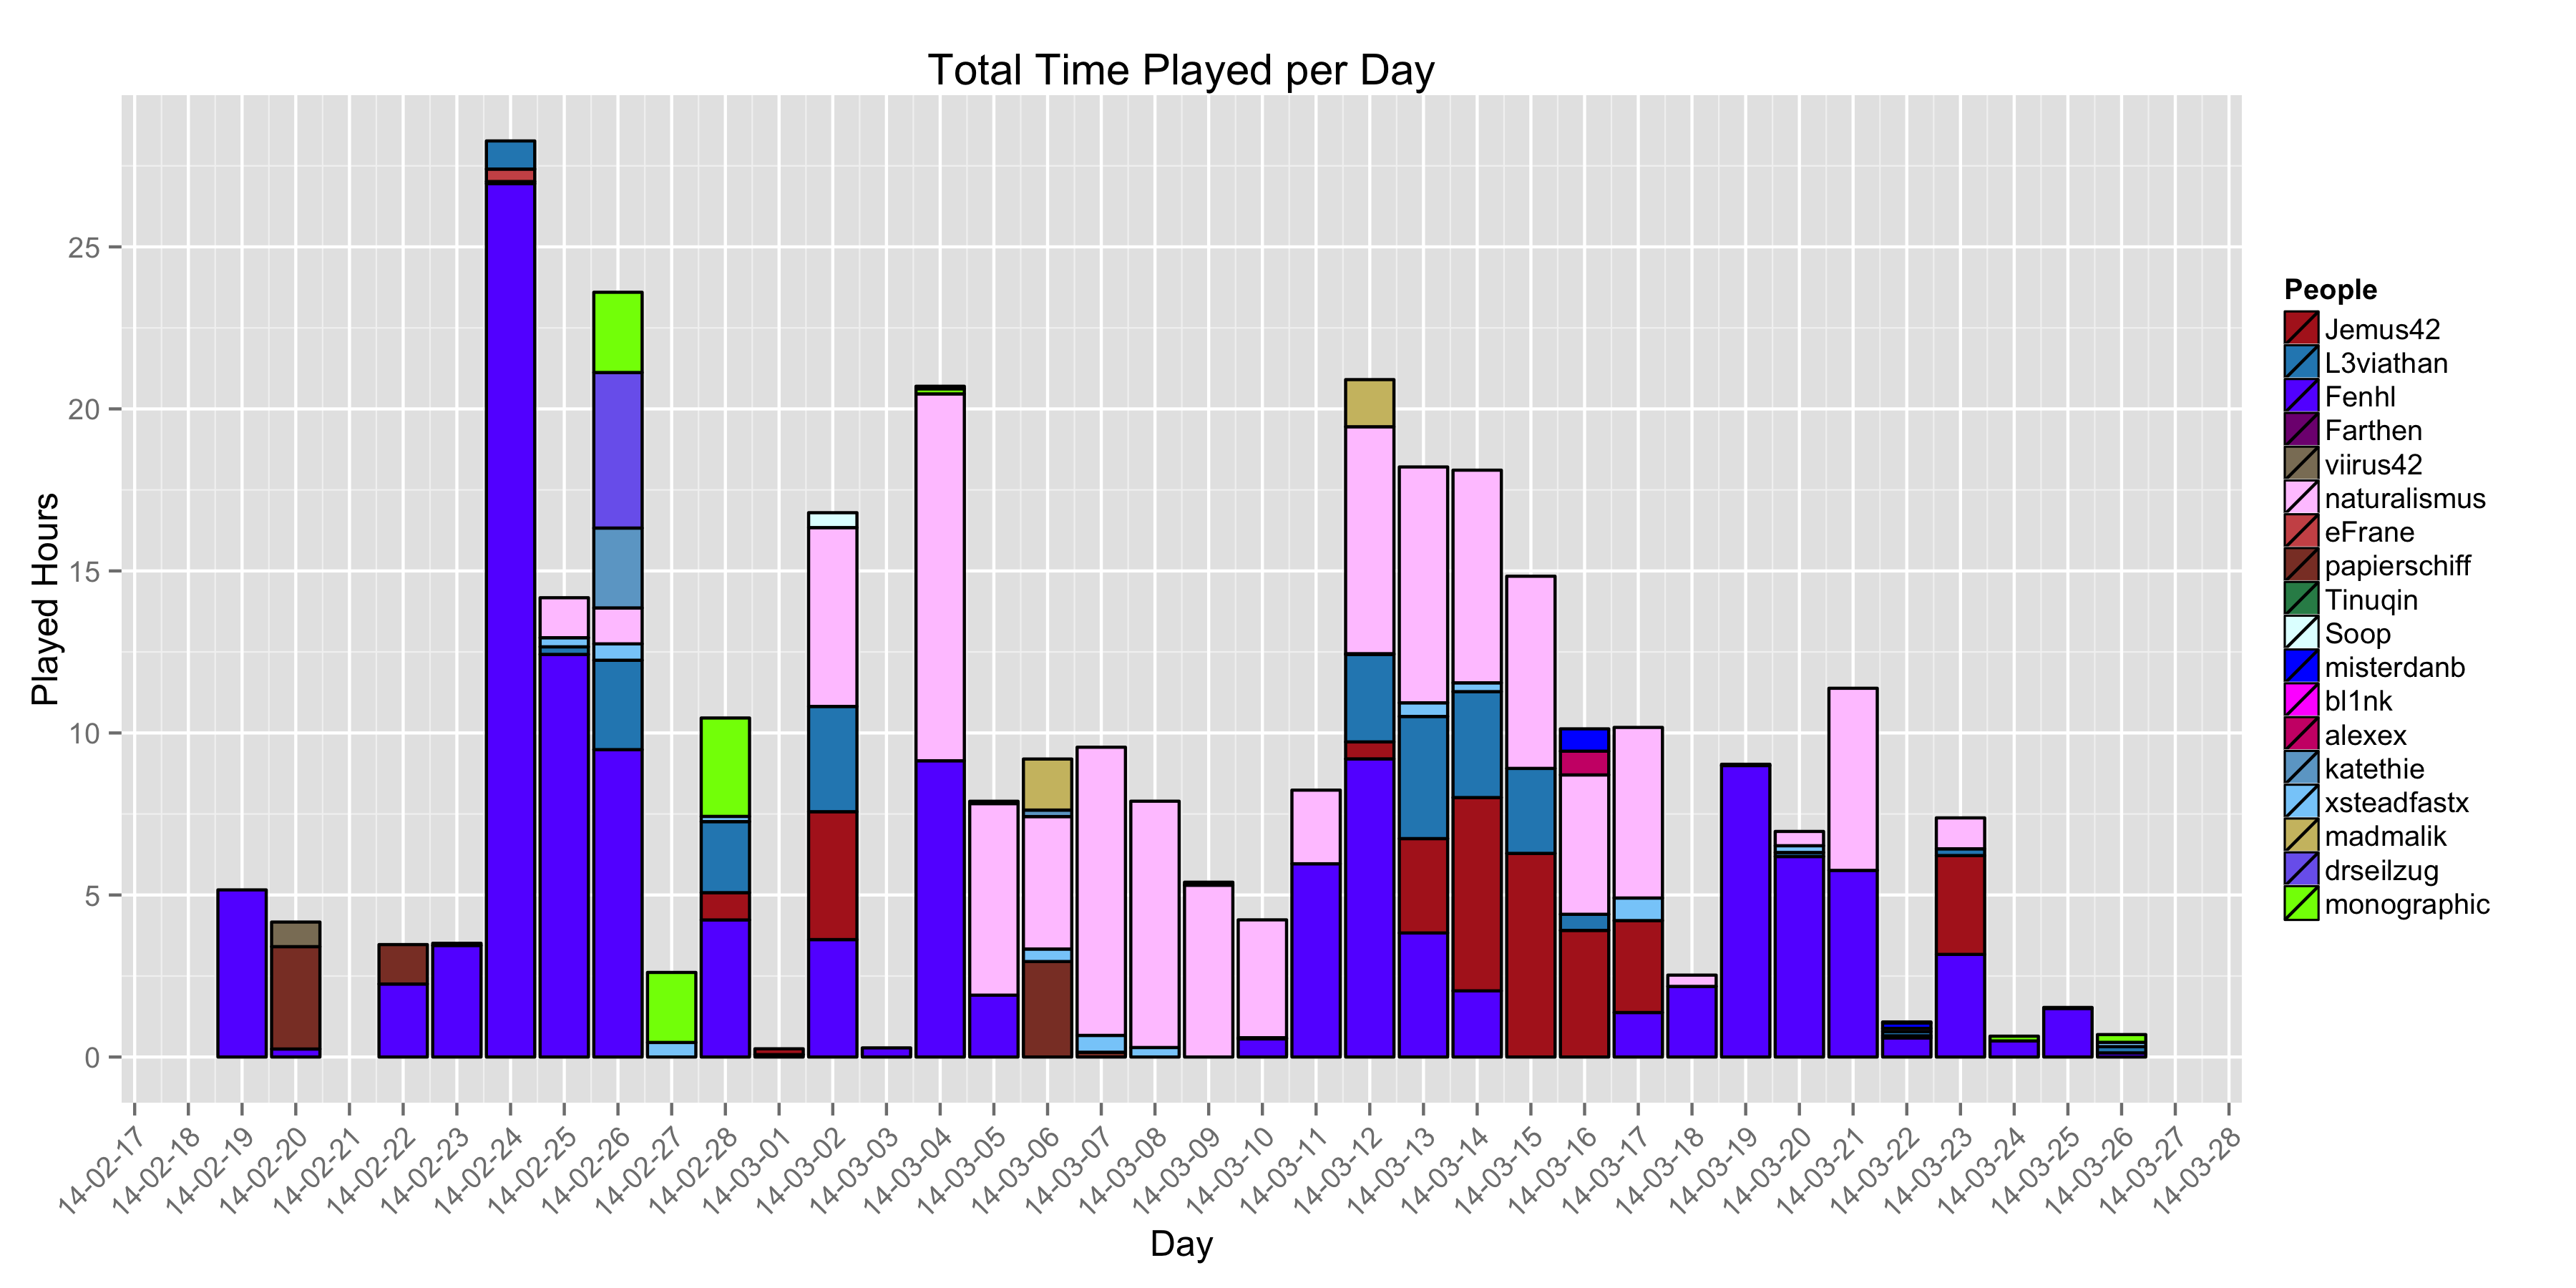 Total Time Played per Day
Played Hours
25
20
15
10
5
0
14-02-17
14-02-18
14-02-19
14-02-20
14-02-21
14-02-22
14-02-23
14-02-24
14-02-25
14-02-26
14-02-27
14-02-28
14-03-01
14-03-02
14-03-03
14-03-04
14-03-05
14-03-06
14-03-07
14-03-08
14-03-09
14-03-10
14-03-11
14-03-12
14-03-13
14-03-14
14-03-15
14-03-16
14-03-17
14-03-18
14-03-19
14-03-20
14-03-21
14-03-22
14-03-23
14-03-24
14-03-25
14-03-26
14-03-27
14-03-28
Day
People
Jemus42
L3viathan
Fenhl
Farthen
viirus42
naturalismus
eFrane
papierschiff
Tinuqin
Soop
misterdanb
bl1nk
alexex
katethie
xsteadfastx
madmalik
drseilzug
monographic